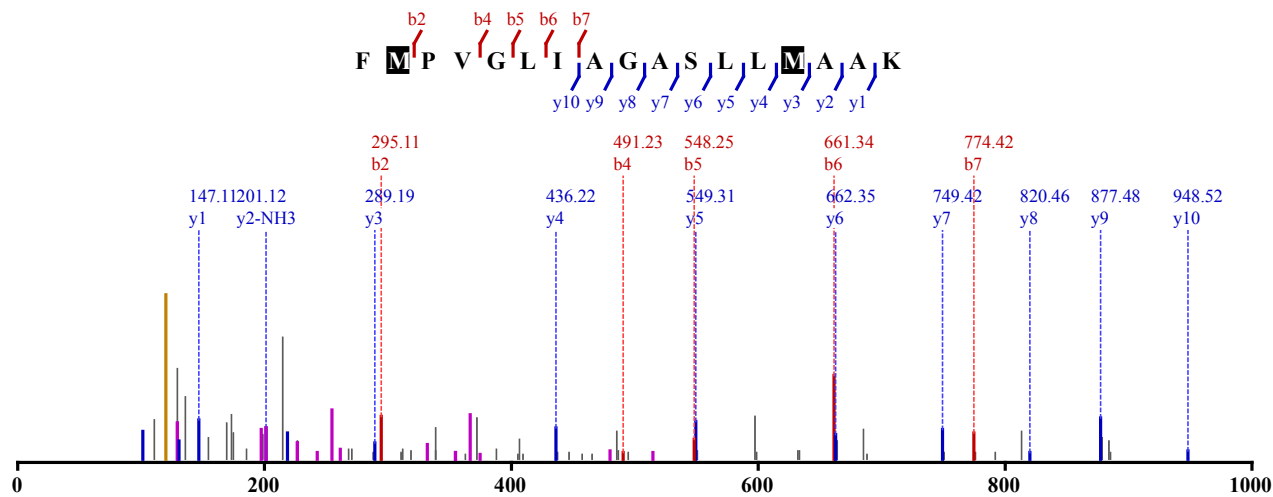 b2 b4 b5 b6 b7
F M P V G L I A G A S L L M A A K
y10 y9 y8 y7 y6 y5 y4 y3 y2 y1
295.11 491.23 548.25 661.34 774.42
b2 b4 b5 b6 b7
147.11 201.12 289.19 436.22 549.31 662.35 749.42 820.46 877.48 948.52
y1 y2-NH3 y3 y4 y5 y6 y7 y8 y9 y10
0 200 400 600 800 1000